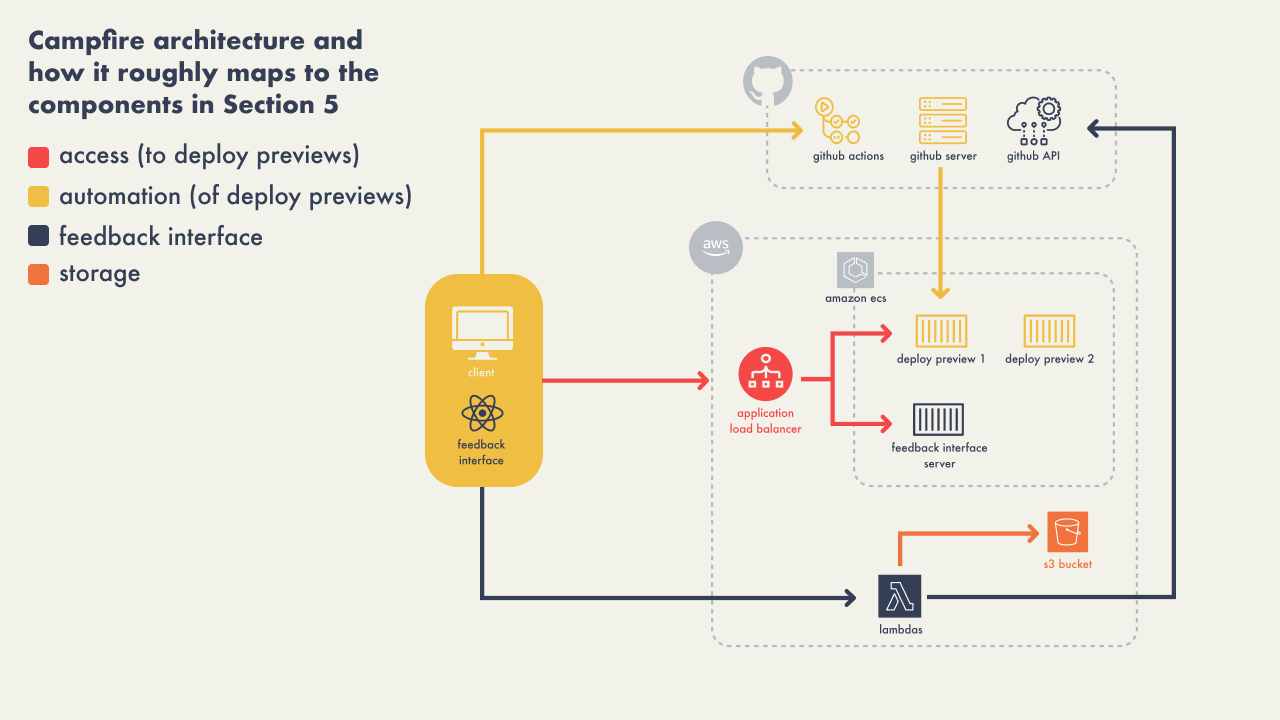 Campfire architecture and
how it roughly maps to the
components in Section 5
access (to deploy previews)
automation (of deploy previews)
feedback interface
storage
github actions
github server
github API
aws
amazon ecs
client
feedback
interface
application
load balancer
deploy preview 1
deploy preview 2
feedback interface
server
s3 bucket
lambdas